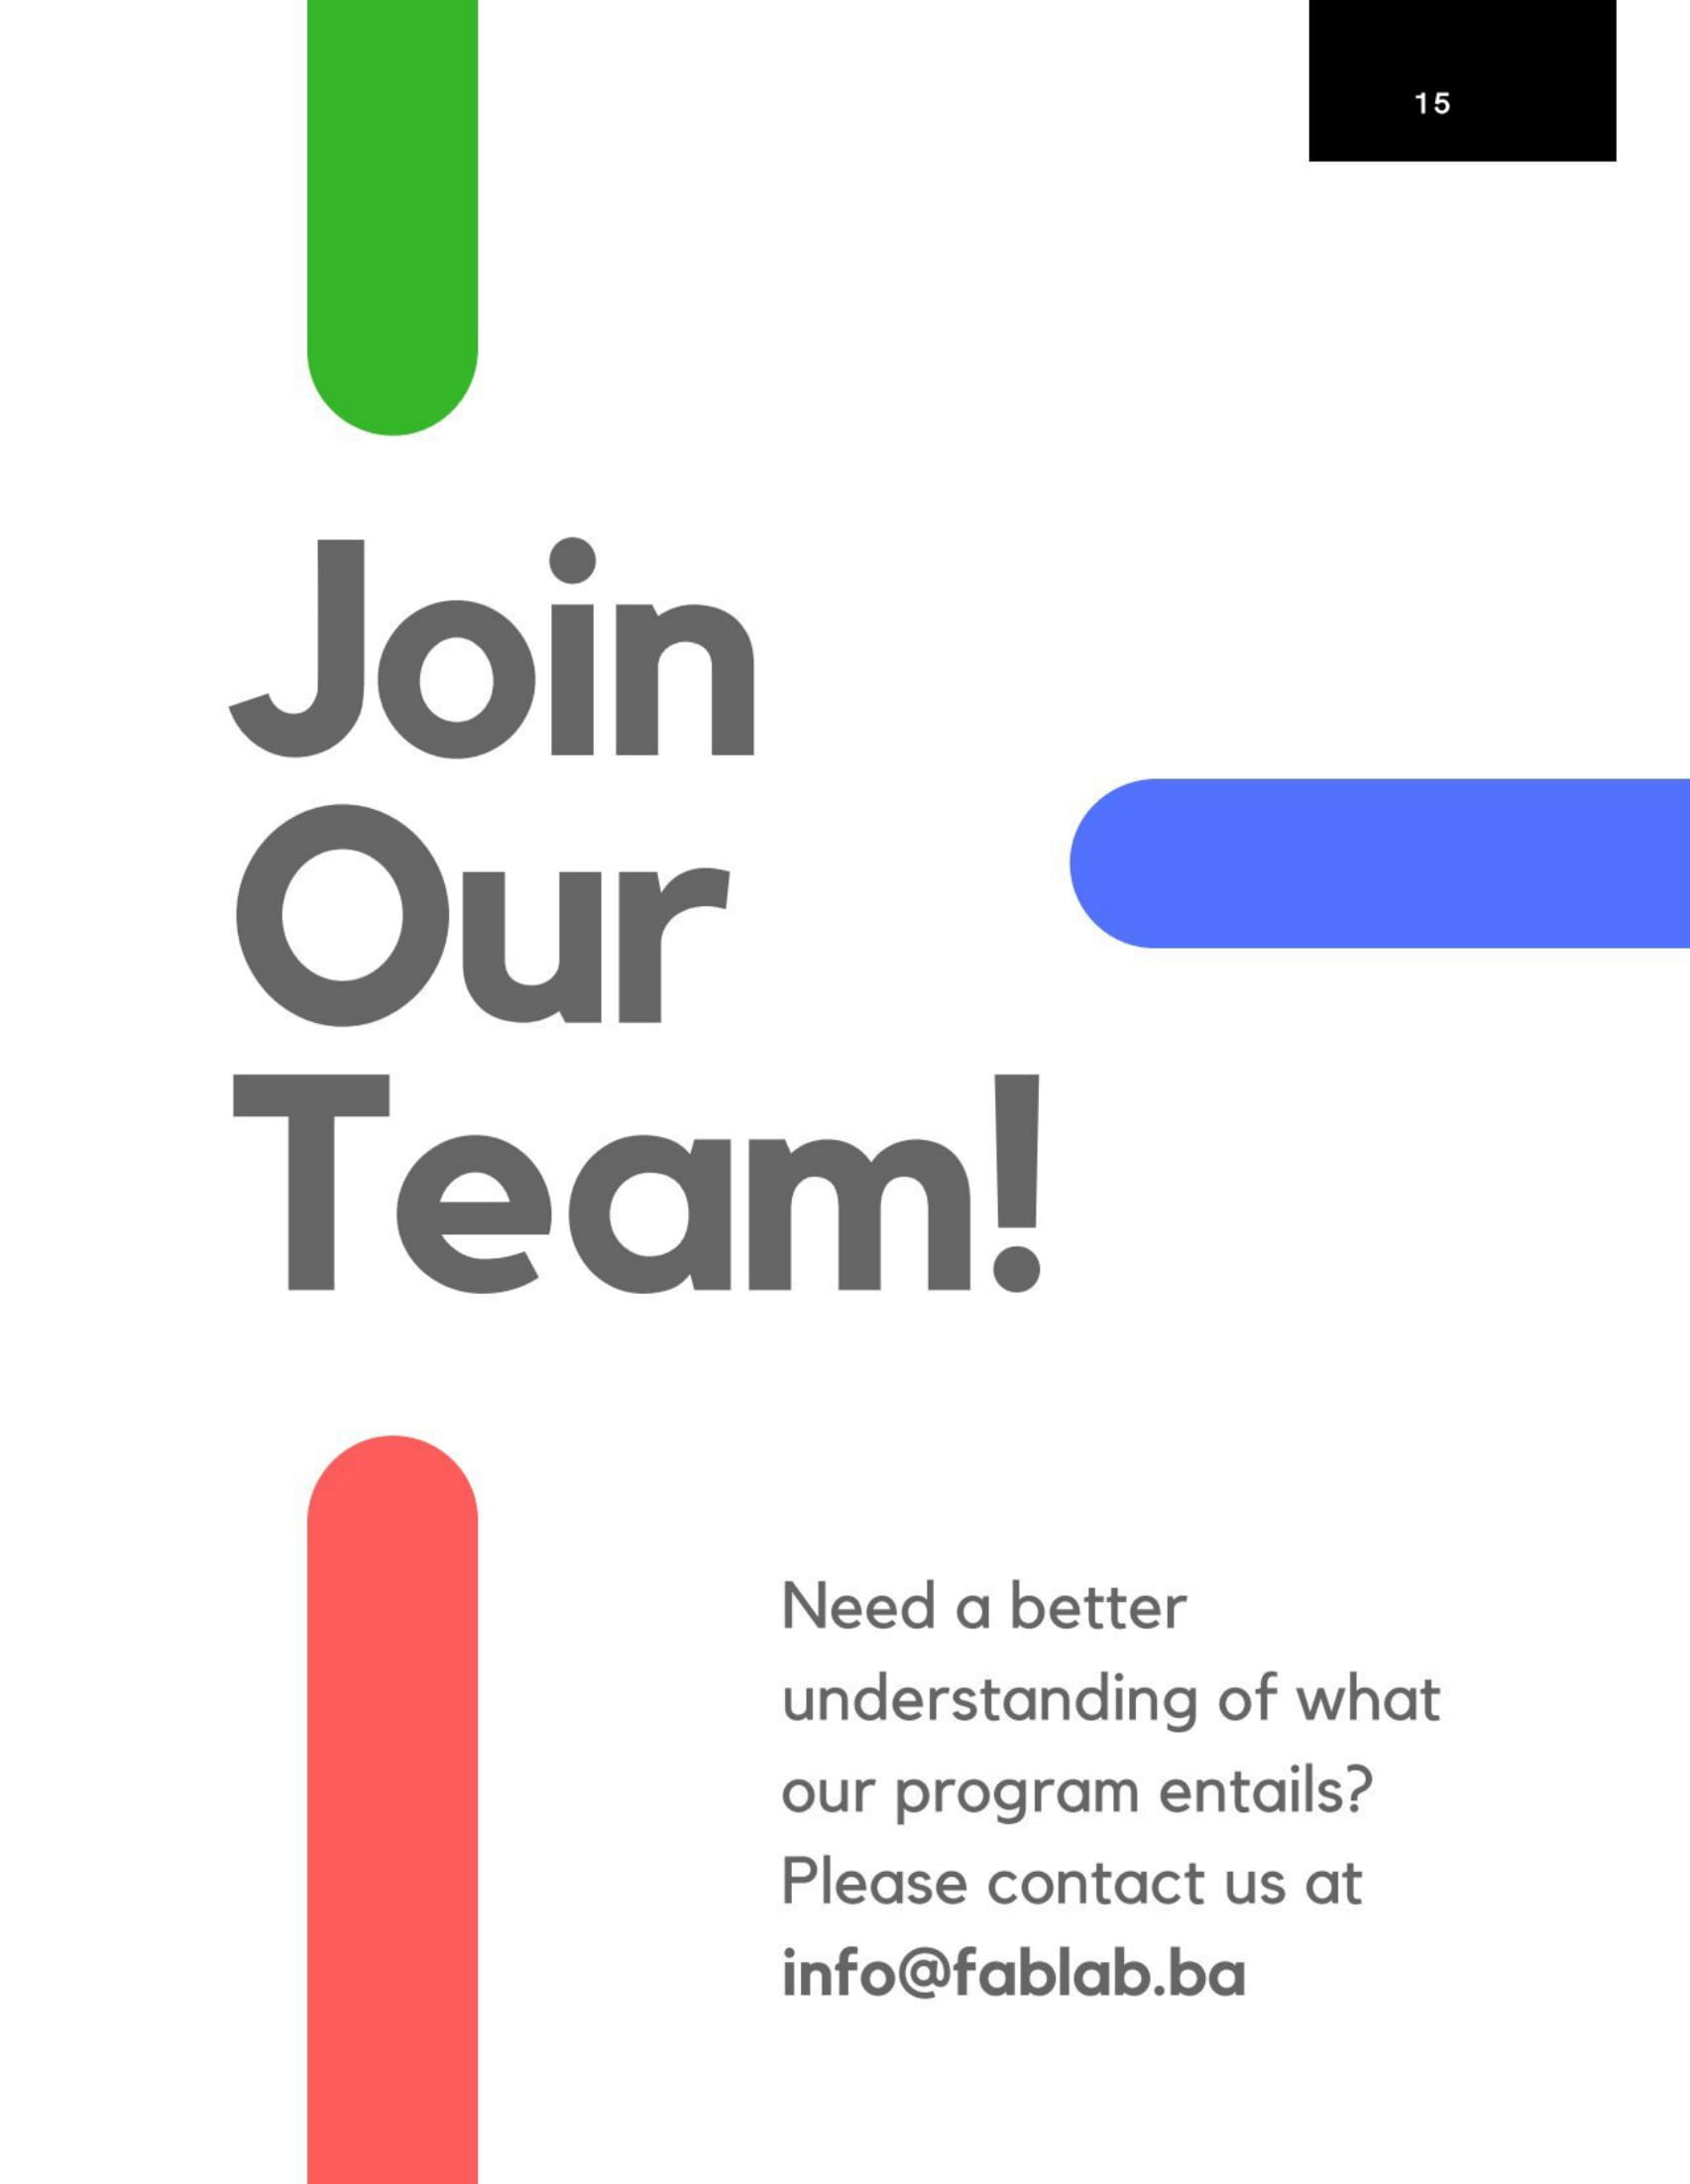 15
Join
Our
Team!
Need a better
understanding of what
our program entails?
Please contact us at
info@fablab.ba